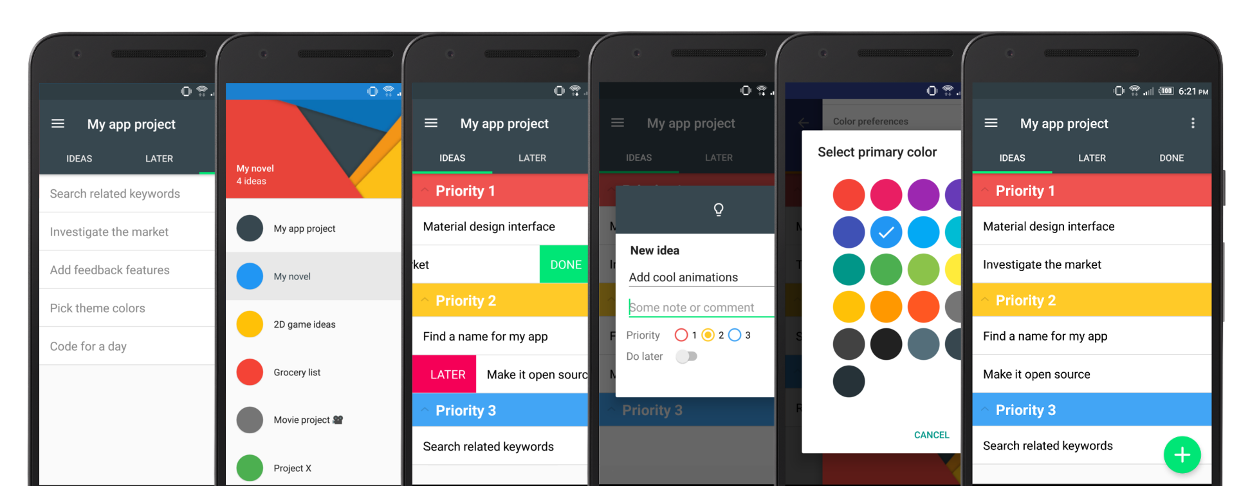 My app project
IDEAS LATER
Search related keywords
Investigate the market
Add feedback features
Pick theme colors
Code for a day
My novel
4 ideas
My app project
My novel
2D game ideas
Grocery list
Movie project
Project X
My app project
IDEAS LATER
Priority 1
Material design interface
ket DONE
Priority 2
Find a name for my app
LATER Make it open sourc
Priority 3
Search related keywords
My app project
IDEAS LATER
New idea
Add cool animations
Some note or comment
Priority 1 2 3
Do later
Priority 3
Color preferences
Select primary color
CANCEL
100 6:21 PM
My app project
IDEAS LATER DONE
Priority 1
Material design interface
Investigate the market
Priority 2
Find a name for my app
Make it open source
Priority 3
Search related keywords